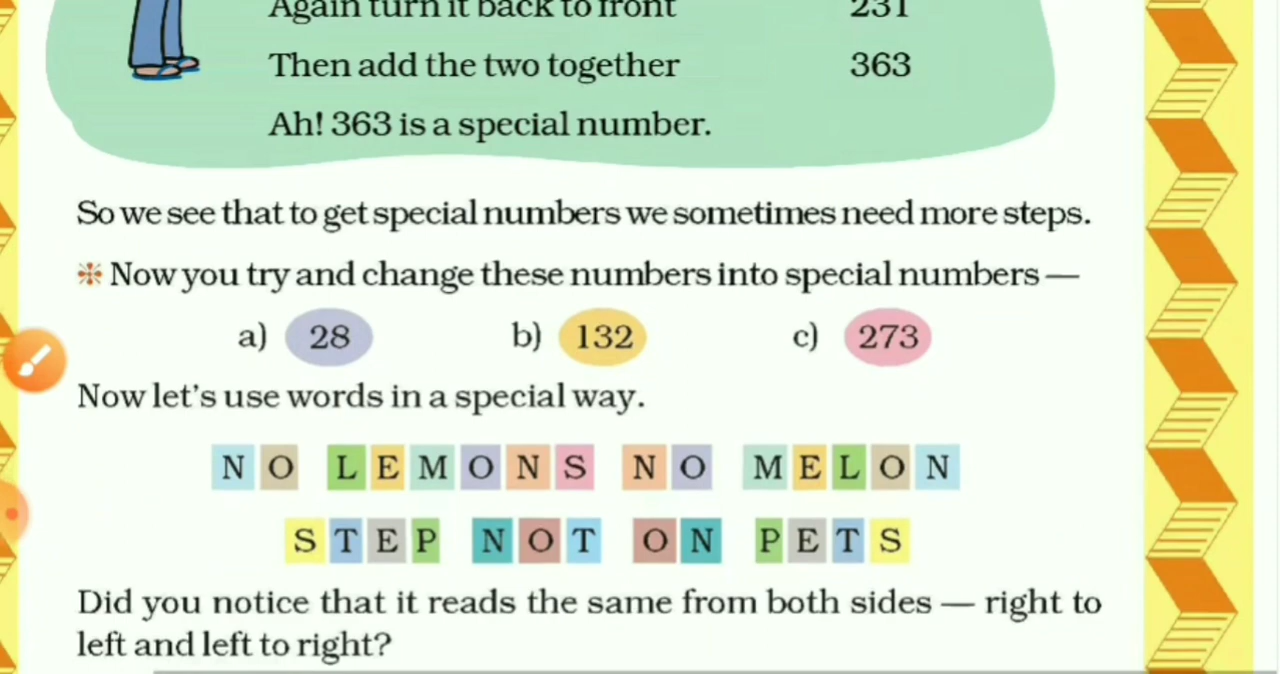 Again turn it back to front 231
Then add the two together 363
Ah! 363 is a special number.
So we see that to get special numbers we sometimes need more steps.
❈ Now you try and change these numbers into special numbers —
a) 28 b) 132 c) 273
Now let's use words in a special way.
NO LEMONS NO MELON
STEP NOT ON PETS
Did you notice that it reads the same from both sides — right to
left and left to right?